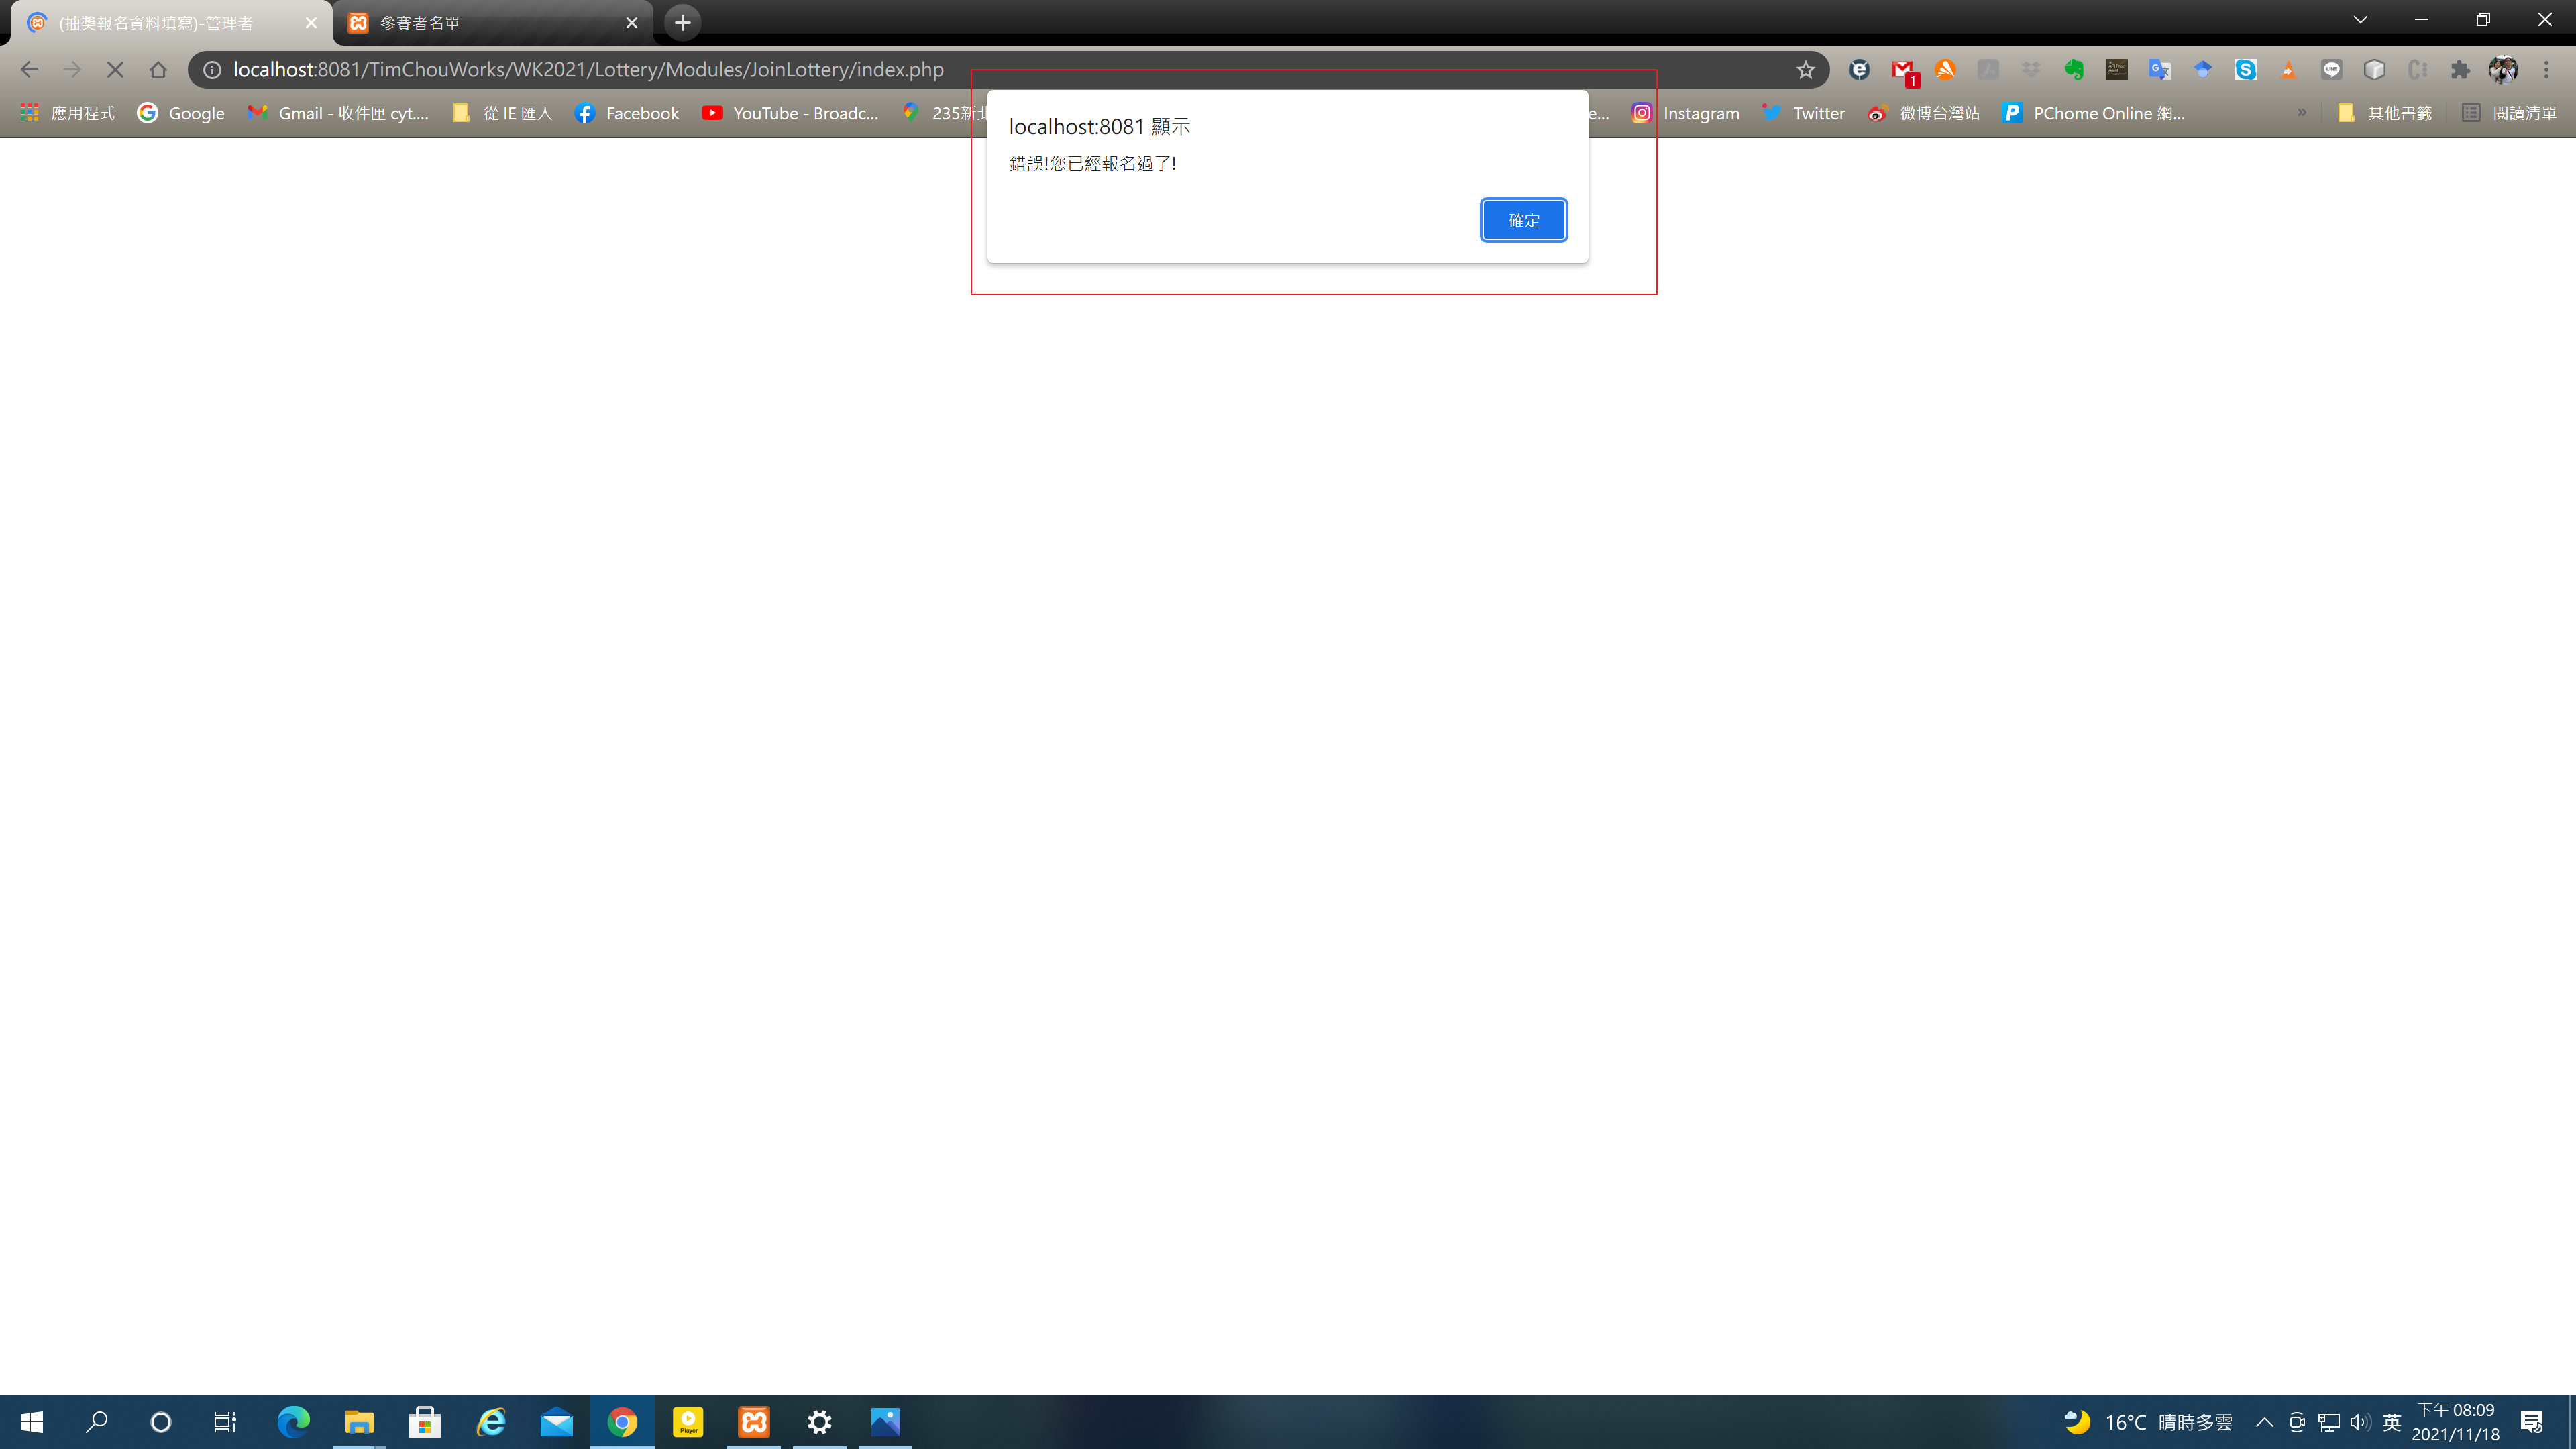 (抽獎報名資料填寫)-管理者
參賽者名單
localhost:8081/TimChouWorks/WK2021/Lottery/Modules/JoinLottery/index.php
1
應用程式
Google
Gmail - 收件匣 cyt....
從 IE 匯入
Facebook
YouTube - Broadc...
235新北
e...
Instagram
Twitter
微博台灣站
PChome Online 網...
»
其他書籤
閱讀清單
localhost:8081 顯示
錯誤!您已經報名過了!
確定
Player
16°C 晴時多雲
英
下午 08:09
2021/11/18